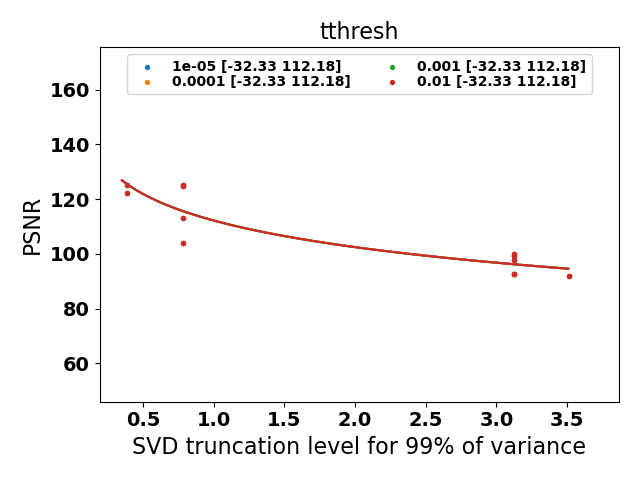 tthresh
1e-05 [-32.33 112.18]
0.0001 [-32.33 112.18]
0.001 [-32.33 112.18]
0.01 [-32.33 112.18]
PSNR
160
140
120
100
80
60
0.5 1.0 1.5 2.0 2.5 3.0 3.5
SVD truncation level for 99% of variance